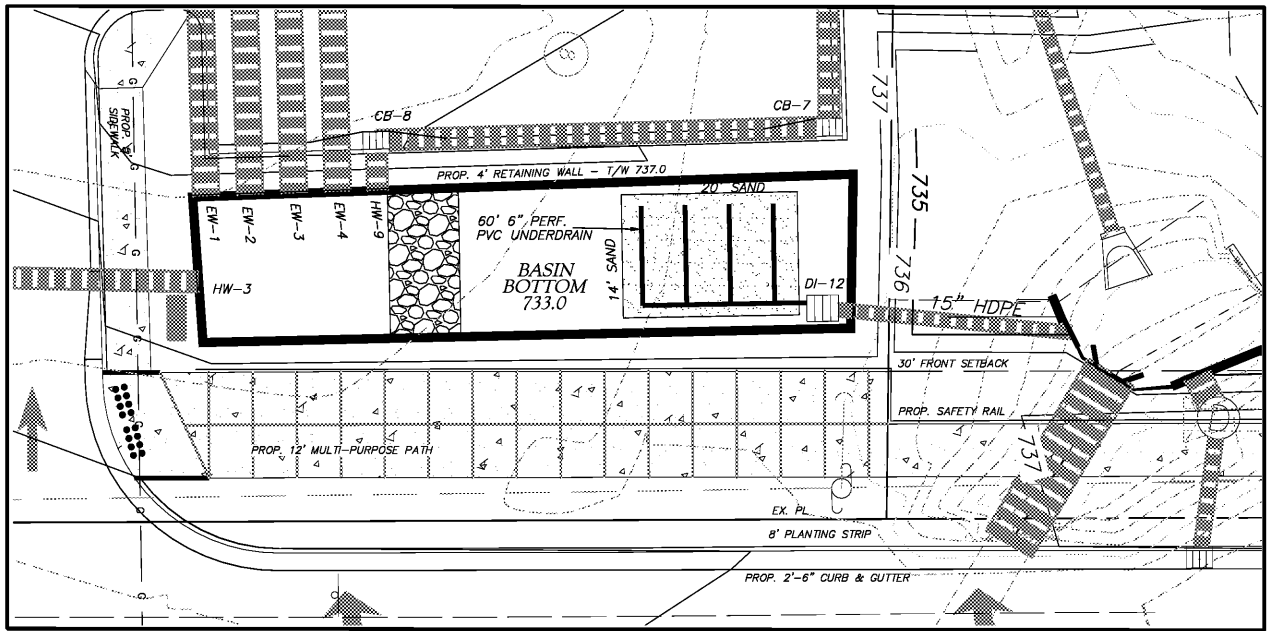 8
737
G
PROP. 8'
SIDEWALK
CB-8
CB-7
G
PROP. 4' RETAINING WALL - T/W 737.0
20' SAND
735
EW-1
EW-2
EW-3
EW-4
HW-9
60' 6" PERF.
PVC UNDERDRAIN
BASIN
BOTTOM
733.0
14' SAND
G
HW-3
DI-12
736
15" HDPE
G
30' FRONT SETBACK
PROP. SAFETY RAIL
D
PROP. 12' MULTI-PURPOSE PATH
737
EX. PL
G
8' PLANTING STRIP
PROP. 2'-6" CURB & GUTTER
G